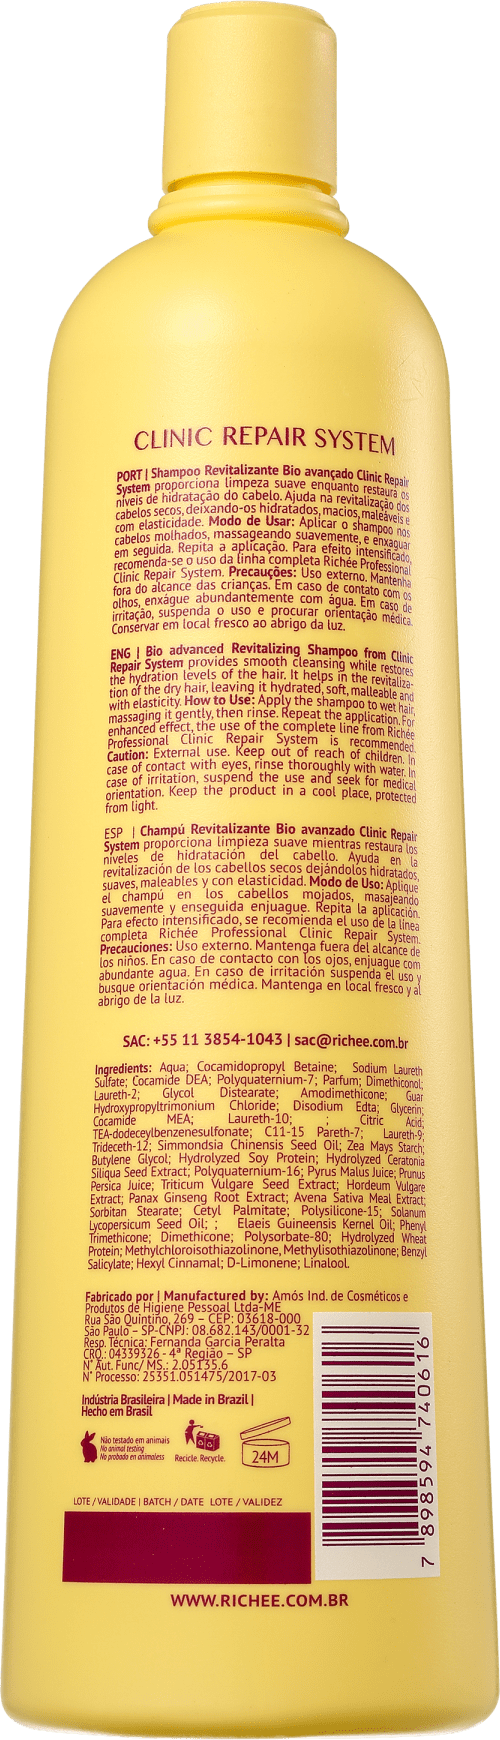 CLINIC REPAIR SYSTEM
PORT | Shampoo Revitalizante Bio avançado Clinic Repair
System proporciona limpeza suave enquanto restaura os
níveis de hidratação do cabelo. Ajuda na revitalização dos
cabelos secos, deixando-os hidratados, macios, maleáveis e
com elasticidade. Modo de Usar: Aplicar o shampoo nos
cabelos molhados, massageando suavemente, e enxaguar
em seguida. Repita a aplicação. Para efeito intensificado,
recomenda-se o uso da linha completa Richée Professional
Clinic Repair System. Precauções: Uso externo. Mantenha
fora do alcance das crianças. Em caso de contato com os
olhos, enxágue abundantemente com água. Em caso de
irritação, suspenda o uso e procurar orientação médica.
Conservar em local fresco ao abrigo da luz.
ENG | Bio advanced Revitalizing Shampoo from Clinic
Repair System provides smooth cleansing while restores
the hydration levels of the hair. It helps in the revitaliza-
tion of the dry hair, leaving it hydrated, soft, malleable and
with elasticity. How to Use: Apply the shampoo to wet hair,
massaging it gently, then rinse. Repeat the application. For
enhanced effect, the use of the complete line from Richée
Professional Clinic Repair System is recommended.
Caution: External use. Keep out of reach of children. In
case of contact with eyes, rinse thoroughly with water. In
case of irritation, suspend the use and seek for medical
orientation. Keep the product in a cool place, protected
from light.
ESP | Champú Revitalizante Bio avanzado Clinic Repair
System proporciona limpieza suave mientras restaura los
níveles de hidratación del cabello. Ayuda en la
revitalización de los cabellos secos dejándolos hidratados,
suaves, maleables y con elasticidad. Modo de Uso: Aplique
el champú en los cabellos mojados, masajeando
suavemente y enseguida enjuague. Repita la aplicación.
Para efecto intensificado, se recomienda el uso de la línea
completa Richée Professional Clinic Repair System.
Precauciones: Uso externo. Mantenga fuera del alcance de
los niños. En caso de contacto con los ojos, enjuague com
abundante agua. En caso de irritación suspenda el uso y
busque orientación médica. Mantenga en local fresco y al
abrigo de la luz.
SAC: +55 11 3854-1043 | sac@richee.com.br
Ingredients: Aqua; Cocamidopropyl Betaine; Sodium Laureth
Sulfate; Cocamide DEA; Polyquaternium-7; Parfum; Dimethiconol;
Laureth-2; Glycol Distearate; Amodimethicone; Guar
Hydroxypropyltrimonium Chloride; Disodium Edta; Glycerin;
Cocamide MEA; Laureth-10; ; Citric Acid;
TEA-dodeceylbenzenesulfonate; C11-15 Pareth-7; Laureth-9;
Trideceth-12; Simmondsia Chinensis Seed Oil; Zea Mays Starch;
Butylene Glycol; Hydrolyzed Soy Protein; Hydrolyzed Ceratonia
Siliqua Seed Extract; Polyquaternium-16; Pyrus Malus Juice; Prunus
Persica Juice; Triticum Vulgare Seed Extract; Hordeum Vulgare
Extract; Panax Ginseng Root Extract; Avena Sativa Meal Extract;
Sorbitan Stearate; Cetyl Palmitate; Polysilicone-15; Solanum
Lycopersicum Seed Oil; ; Elaeis Guineensis Kernel Oil; Phenyl
Trimethicone; Dimethicone; Polysorbate-80; Hydrolyzed Wheat
Protein; Methylchloroisothiazolinone, Methylisothiazolinone; Benzyl
Salicylate; Hexyl Cinnamal; D-Limonene; Linalool.
Fabricado por | Manufactured by: Amós Ind. de Cosméticos e
Produtos de Higiene Pessoal Ltda-ME
Rua São Quintino, 269 – CEP: 03618-000
São Paulo – SP-CNPJ: 08.682.143/0001-32
Resp. Técnica: Fernanda Garcia Peralta
CRQ.: 04339326 - 4ª Região – SP
N° Aut. Func/ MS.: 2.05135.6
N° Processo: 25351.051475/2017-03
Indústria Brasileira | Made in Brazil |
Hecho en Brasil
Não testado em animais
No animal testing
No probado en animaless
Recicle. Recycle.
24M
LOTE / VALIDADE | BATCH / DATE LOTE / VALIDEZ
7 898594 740616
WWW.RICHEE.COM.BR